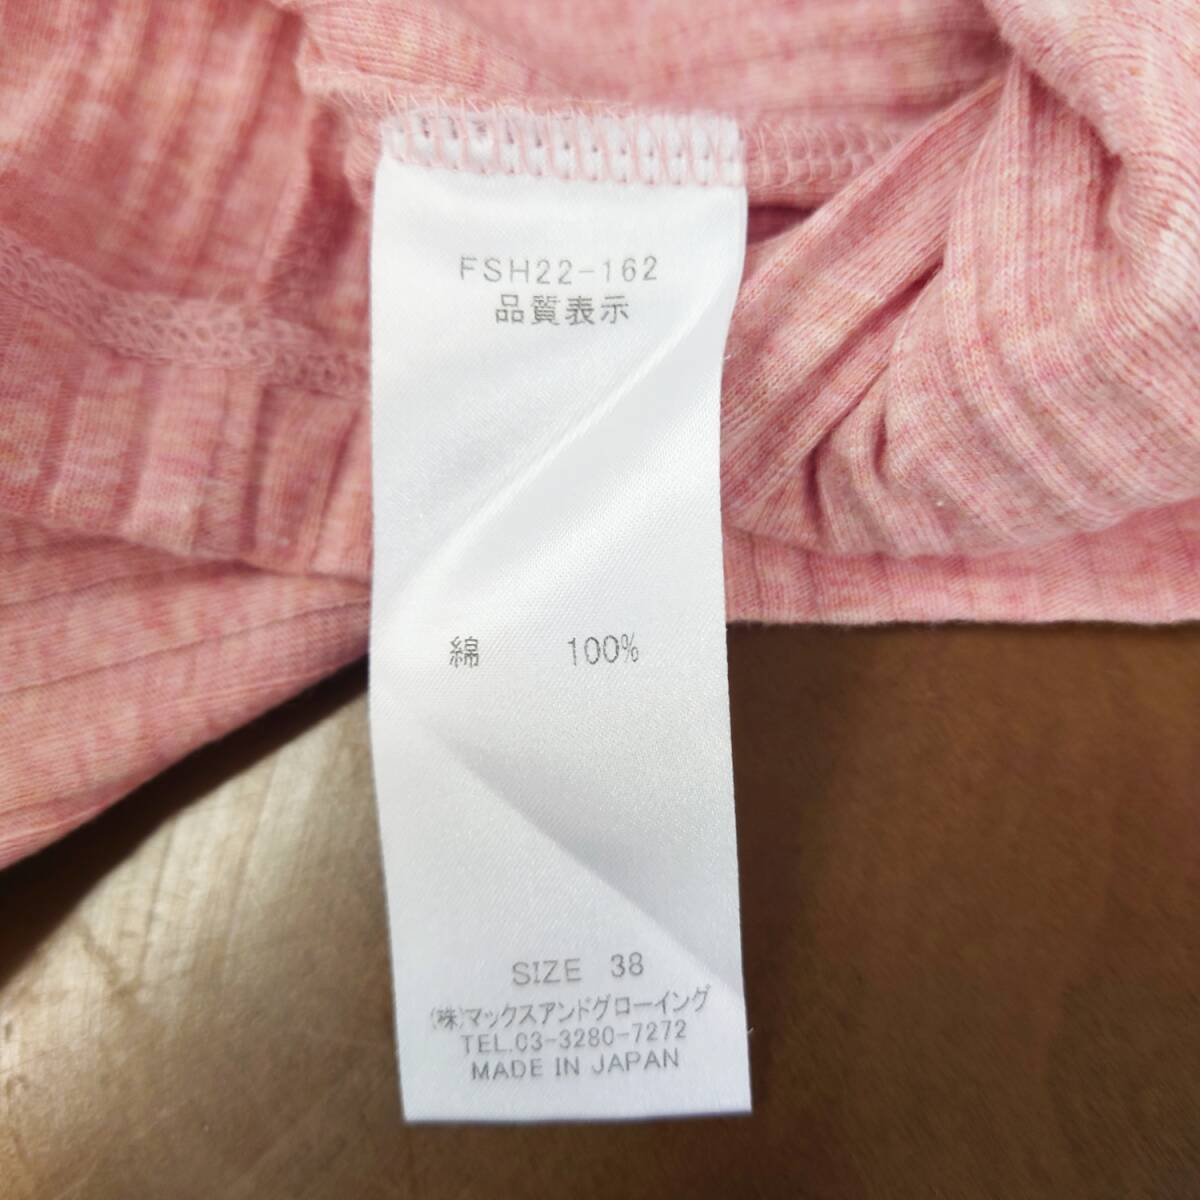 FSH22-162
品質表示
綿 100%
SIZE 38
(株)マックスアンドグローイング
TEL.03-3280-7272
MADE IN JAPAN